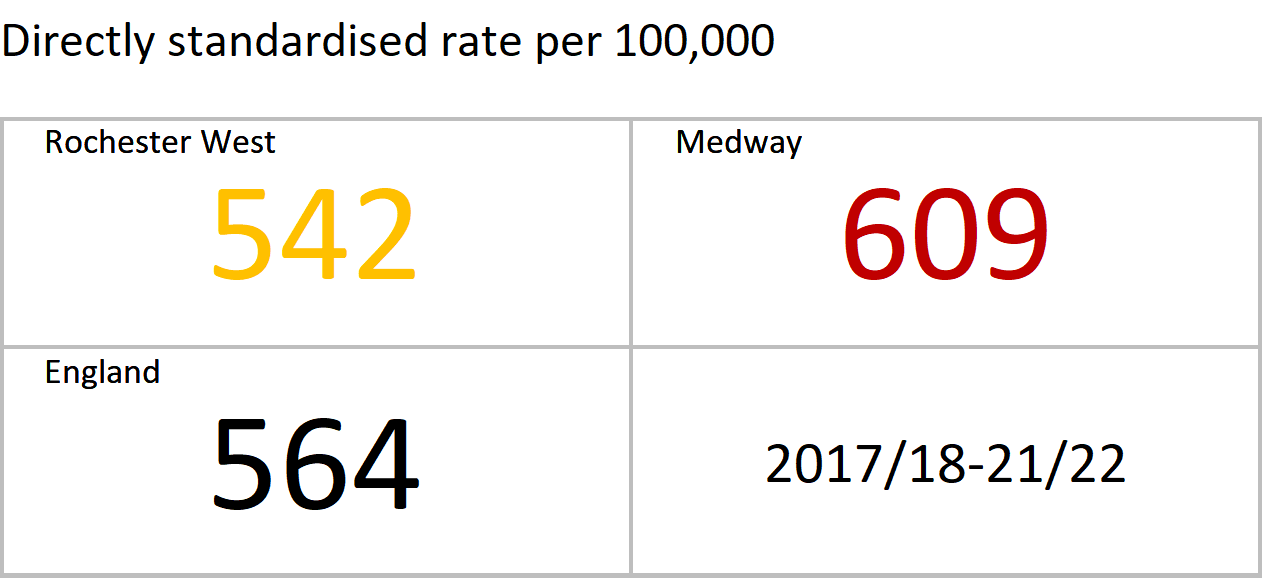 Directly standardised rate per 100,000
Rochester West
542
Medway
609
England
564
2017/18-21/22